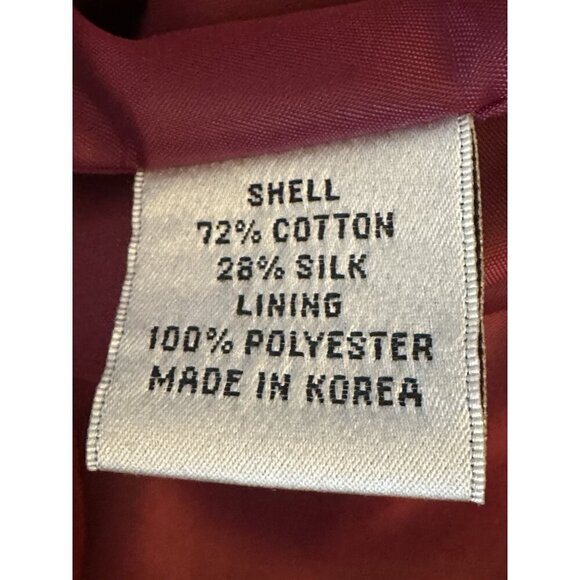 SHELL
72% COTTON
28% SILK
LINING
100% POLYESTER
MADE IN KOREA